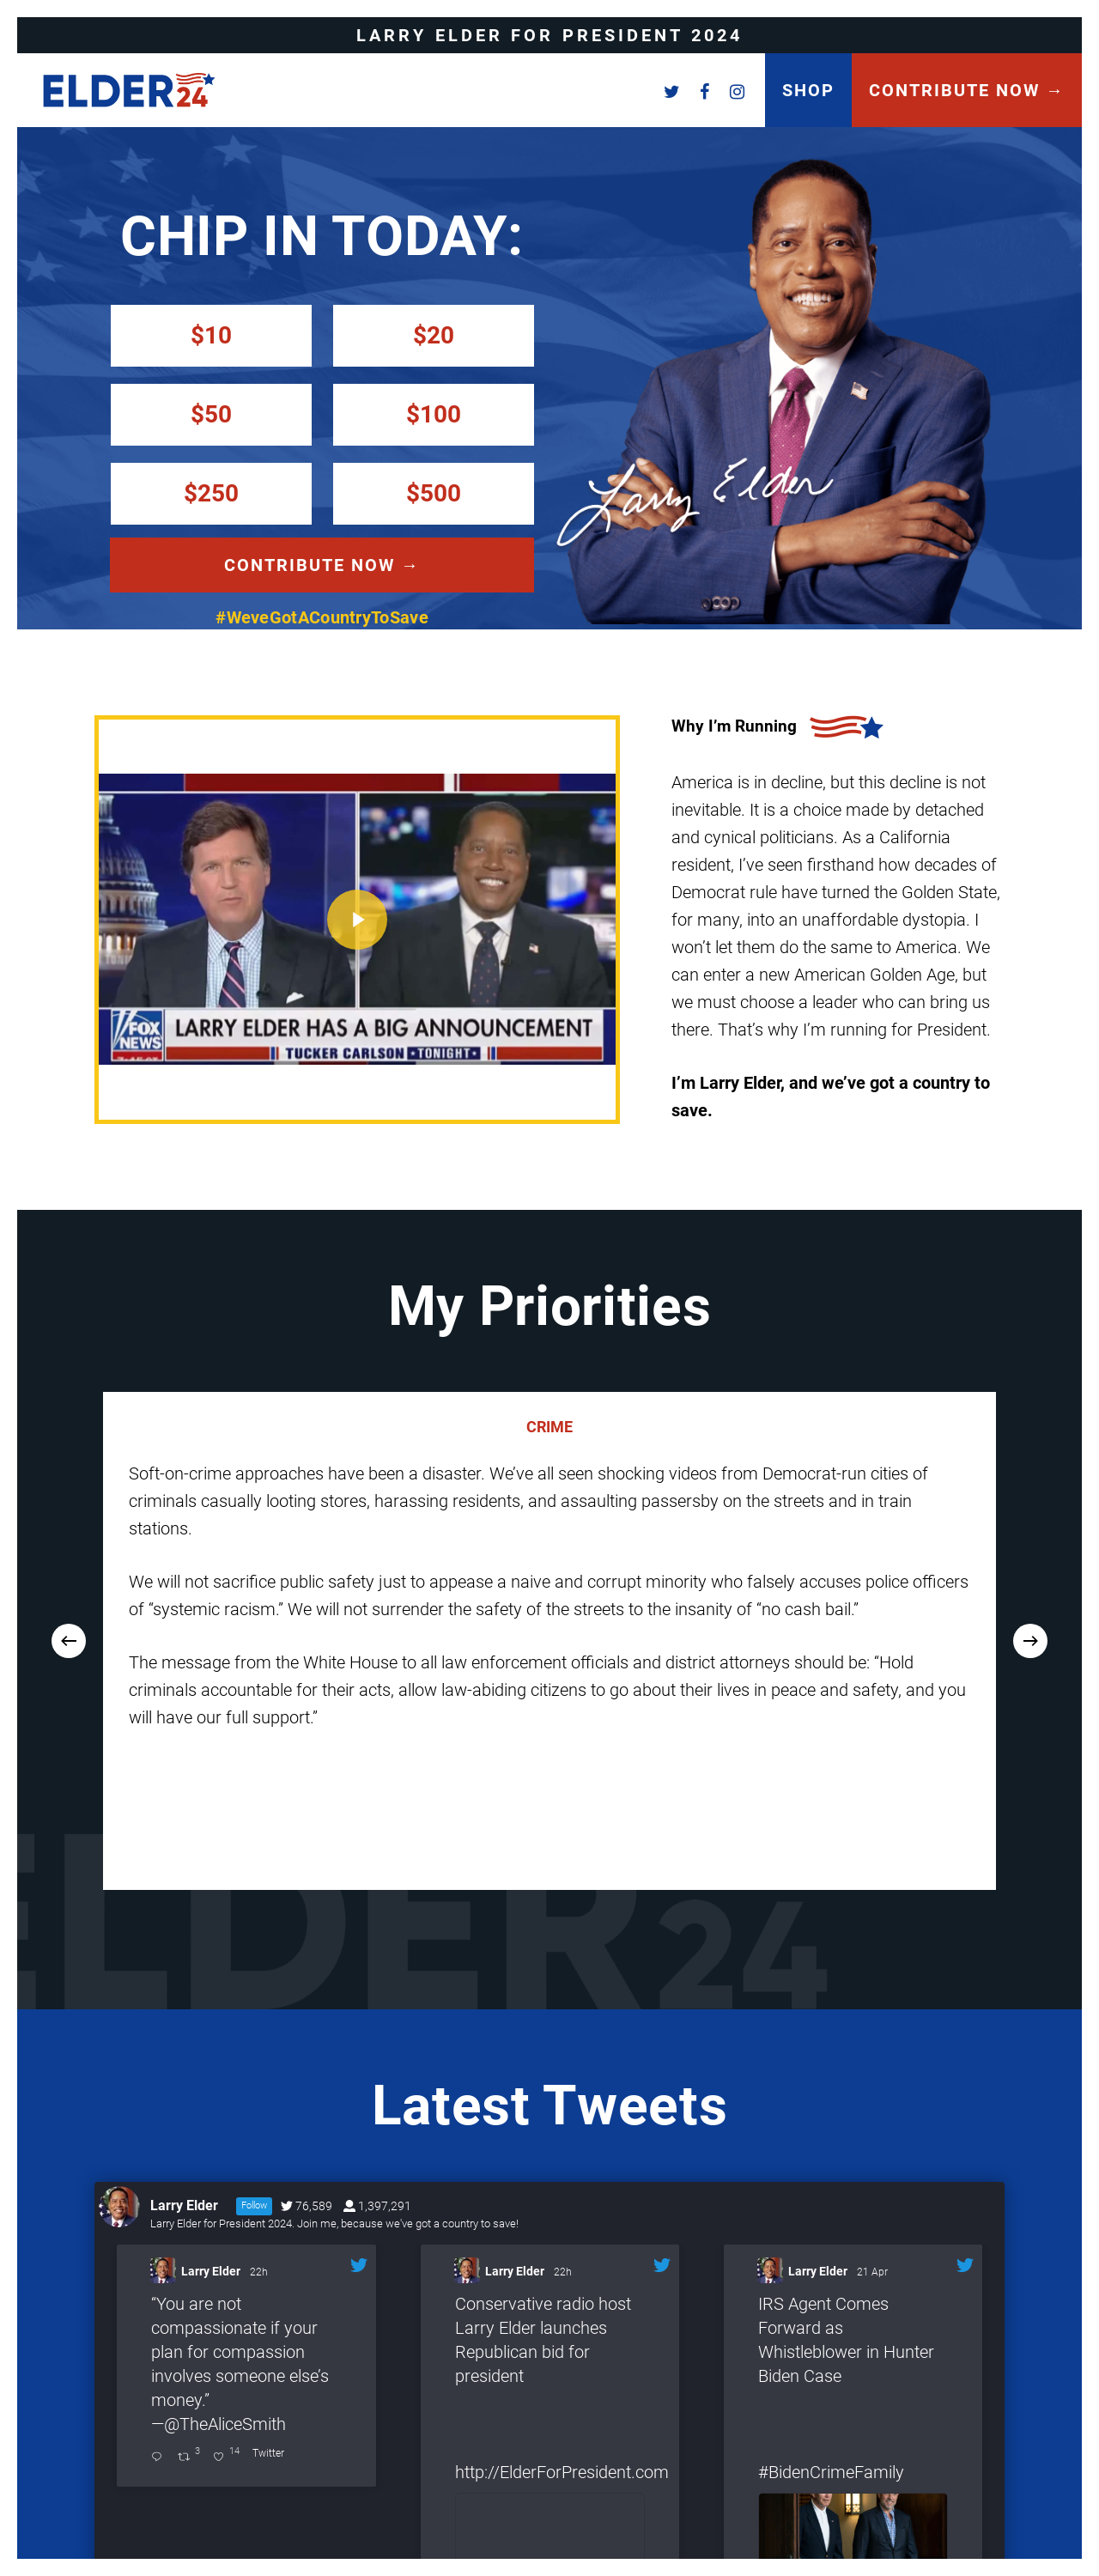 LARRY ELDER FOR PRESIDENT 2024
ELDER24
SHOP
CONTRIBUTE NOW →
CHIP IN TODAY:
$10
$20
$50
$100
$250
$500
CONTRIBUTE NOW →
#WeveGotACountryToSave
Larry Elder
FOX
NEWS
LARRY ELDER HAS A BIG ANNOUNCEMENT
TUCKER CARLSON TONIGHT
Why I’m Running
America is in decline, but this decline is not
inevitable. It is a choice made by detached
and cynical politicians. As a California
resident, I’ve seen firsthand how decades of
Democrat rule have turned the Golden State,
for many, into an unaffordable dystopia. I
won’t let them do the same to America. We
can enter a new American Golden Age, but
we must choose a leader who can bring us
there. That’s why I’m running for President.
I’m Larry Elder, and we’ve got a country to
save.
My Priorities
CRIME
Soft-on-crime approaches have been a disaster. We’ve all seen shocking videos from Democrat-run cities of
criminals casually looting stores, harassing residents, and assaulting passersby on the streets and in train
stations.
We will not sacrifice public safety just to appease a naive and corrupt minority who falsely accuses police officers
of “systemic racism.” We will not surrender the safety of the streets to the insanity of “no cash bail.”
The message from the White House to all law enforcement officials and district attorneys should be: “Hold
criminals accountable for their acts, allow law-abiding citizens to go about their lives in peace and safety, and you
will have our full support.”
ELDER24
Latest Tweets
Larry Elder Follow 76,589 1,397,291
Larry Elder for President 2024. Join me, because we've got a country to save!
Larry Elder 22h
“You are not
compassionate if your
plan for compassion
involves someone else’s
money.”
—@TheAliceSmith
3 14 Twitter
Larry Elder 22h
Conservative radio host
Larry Elder launches
Republican bid for
president
http://ElderForPresident.com
Larry Elder 21 Apr
IRS Agent Comes
Forward as
Whistleblower in Hunter
Biden Case
#BidenCrimeFamily